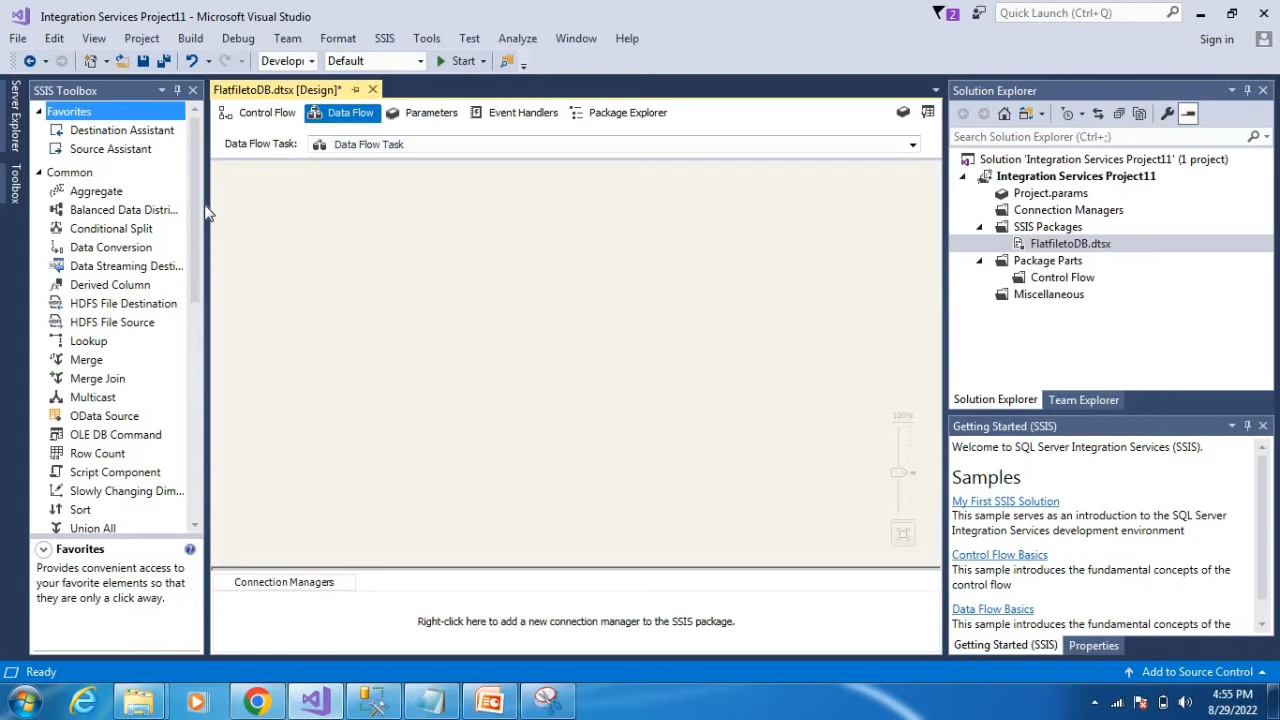 Integration Services Project11 - Microsoft Visual Studio
2
Quick Launch (Ctrl+Q)
File Edit View Project Build Debug Team Format SSIS Tools Test Analyze Window Help
Sign in
Developi Default Start
Server Explorer
Toolbox
SSIS Toolbox
Favorites
Destination Assistant
Source Assistant
Common
Aggregate
Balanced Data Distri...
Conditional Split
Data Conversion
Data Streaming Desti...
Derived Column
HDFS File Destination
HDFS File Source
Lookup
Merge
Merge Join
Multicast
OData Source
OLE DB Command
Row Count
Script Component
Slowly Changing Dim...
Sort
Union All
Favorites
Provides convenient access to
your favorite elements so that
they are only a click away.
FlatfiletoDB.dtsx [Design]*
Control Flow Data Flow Parameters Event Handlers Package Explorer
Data Flow Task: Data Flow Task
100%
Connection Managers
Right-click here to add a new connection manager to the SSIS package.
Solution Explorer
Search Solution Explorer (Ctrl+;)
Solution 'Integration Services Project11' (1 project)
Integration Services Project11
Project.params
Connection Managers
SSIS Packages
FlatfiletoDB.dtsx
Package Parts
Control Flow
Miscellaneous
Solution Explorer Team Explorer
Getting Started (SSIS)
Welcome to SQL Server Integration Services (SSIS).
Samples
My First SSIS Solution
This sample serves as an introduction to the SQL Server
Integration Services development environment
Control Flow Basics
This sample introduces the fundamental concepts of the
control flow
Data Flow Basics
This sample introduces the fundamental concepts of the
Getting Started (SSIS) Properties
Ready
Add to Source Control
4:55 PM
8/29/2022